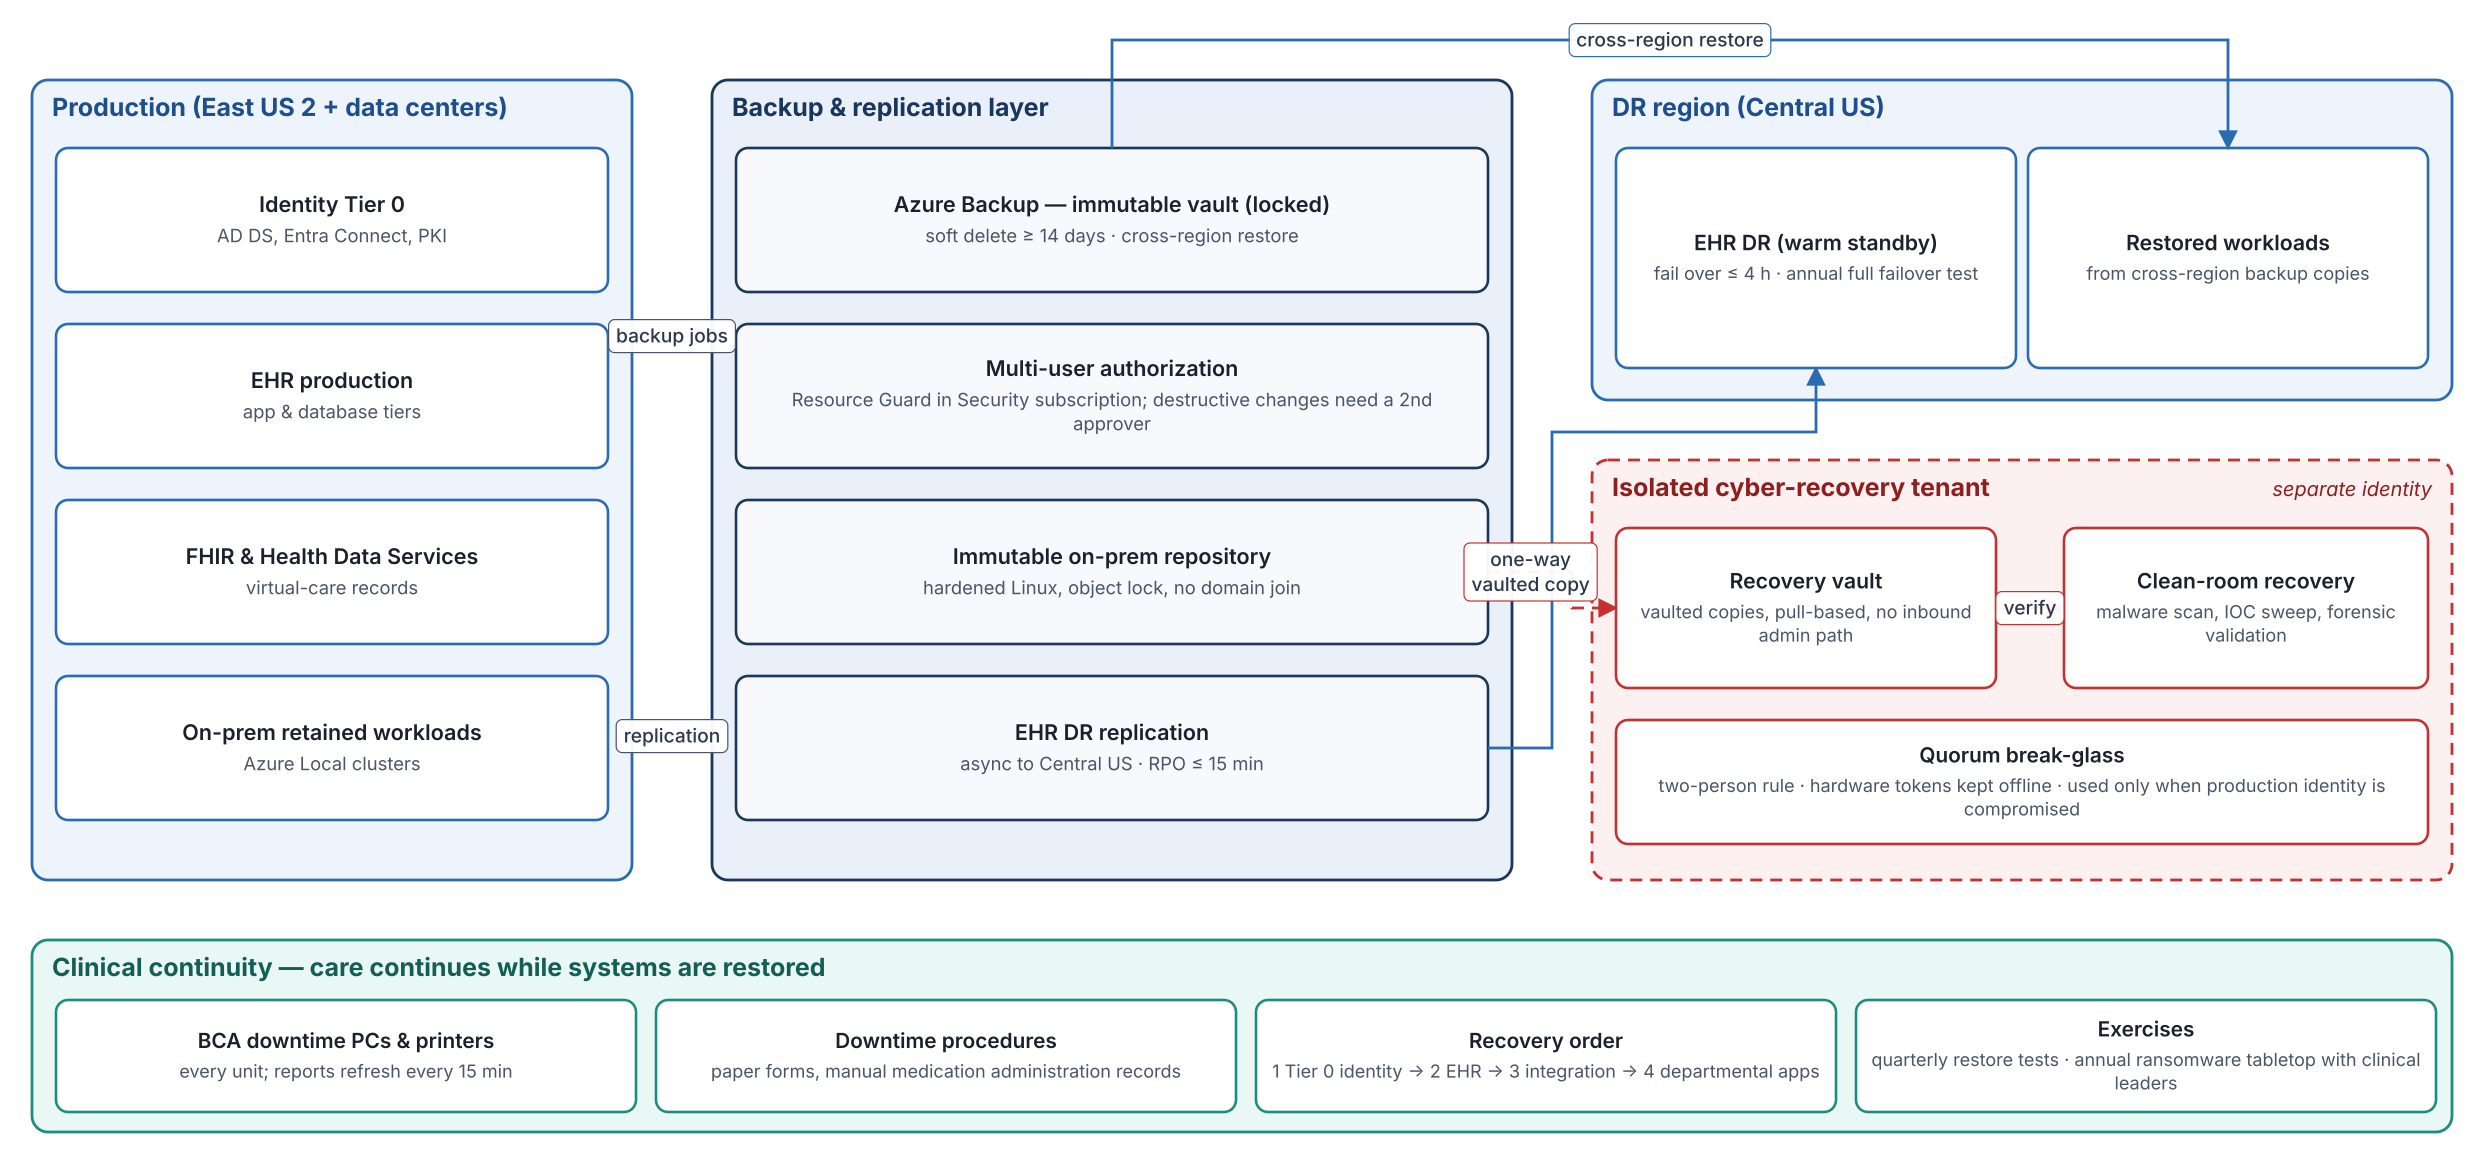 cross-region restore
Production (East US 2 + data centers)
Identity Tier 0
AD DS, Entra Connect, PKI
EHR production
app & database tiers
FHIR & Health Data Services
virtual-care records
On-prem retained workloads
Azure Local clusters
backup jobs
replication
Backup & replication layer
Azure Backup — immutable vault (locked)
soft delete ≥ 14 days · cross-region restore
Multi-user authorization
Resource Guard in Security subscription; destructive changes need a 2nd
approver
Immutable on-prem repository
hardened Linux, object lock, no domain join
EHR DR replication
async to Central US · RPO ≤ 15 min
one-way
vaulted copy
DR region (Central US)
EHR DR (warm standby)
fail over ≤ 4 h · annual full failover test
Restored workloads
from cross-region backup copies
Isolated cyber-recovery tenant
separate identity
Recovery vault
vaulted copies, pull-based, no inbound
admin path
verify
Clean-room recovery
malware scan, IOC sweep, forensic
validation
Quorum break-glass
two-person rule · hardware tokens kept offline · used only when production identity is
compromised
Clinical continuity — care continues while systems are restored
BCA downtime PCs & printers
every unit; reports refresh every 15 min
Downtime procedures
paper forms, manual medication administration records
Recovery order
1 Tier 0 identity → 2 EHR → 3 integration → 4 departmental apps
Exercises
quarterly restore tests · annual ransomware tabletop with clinical
leaders